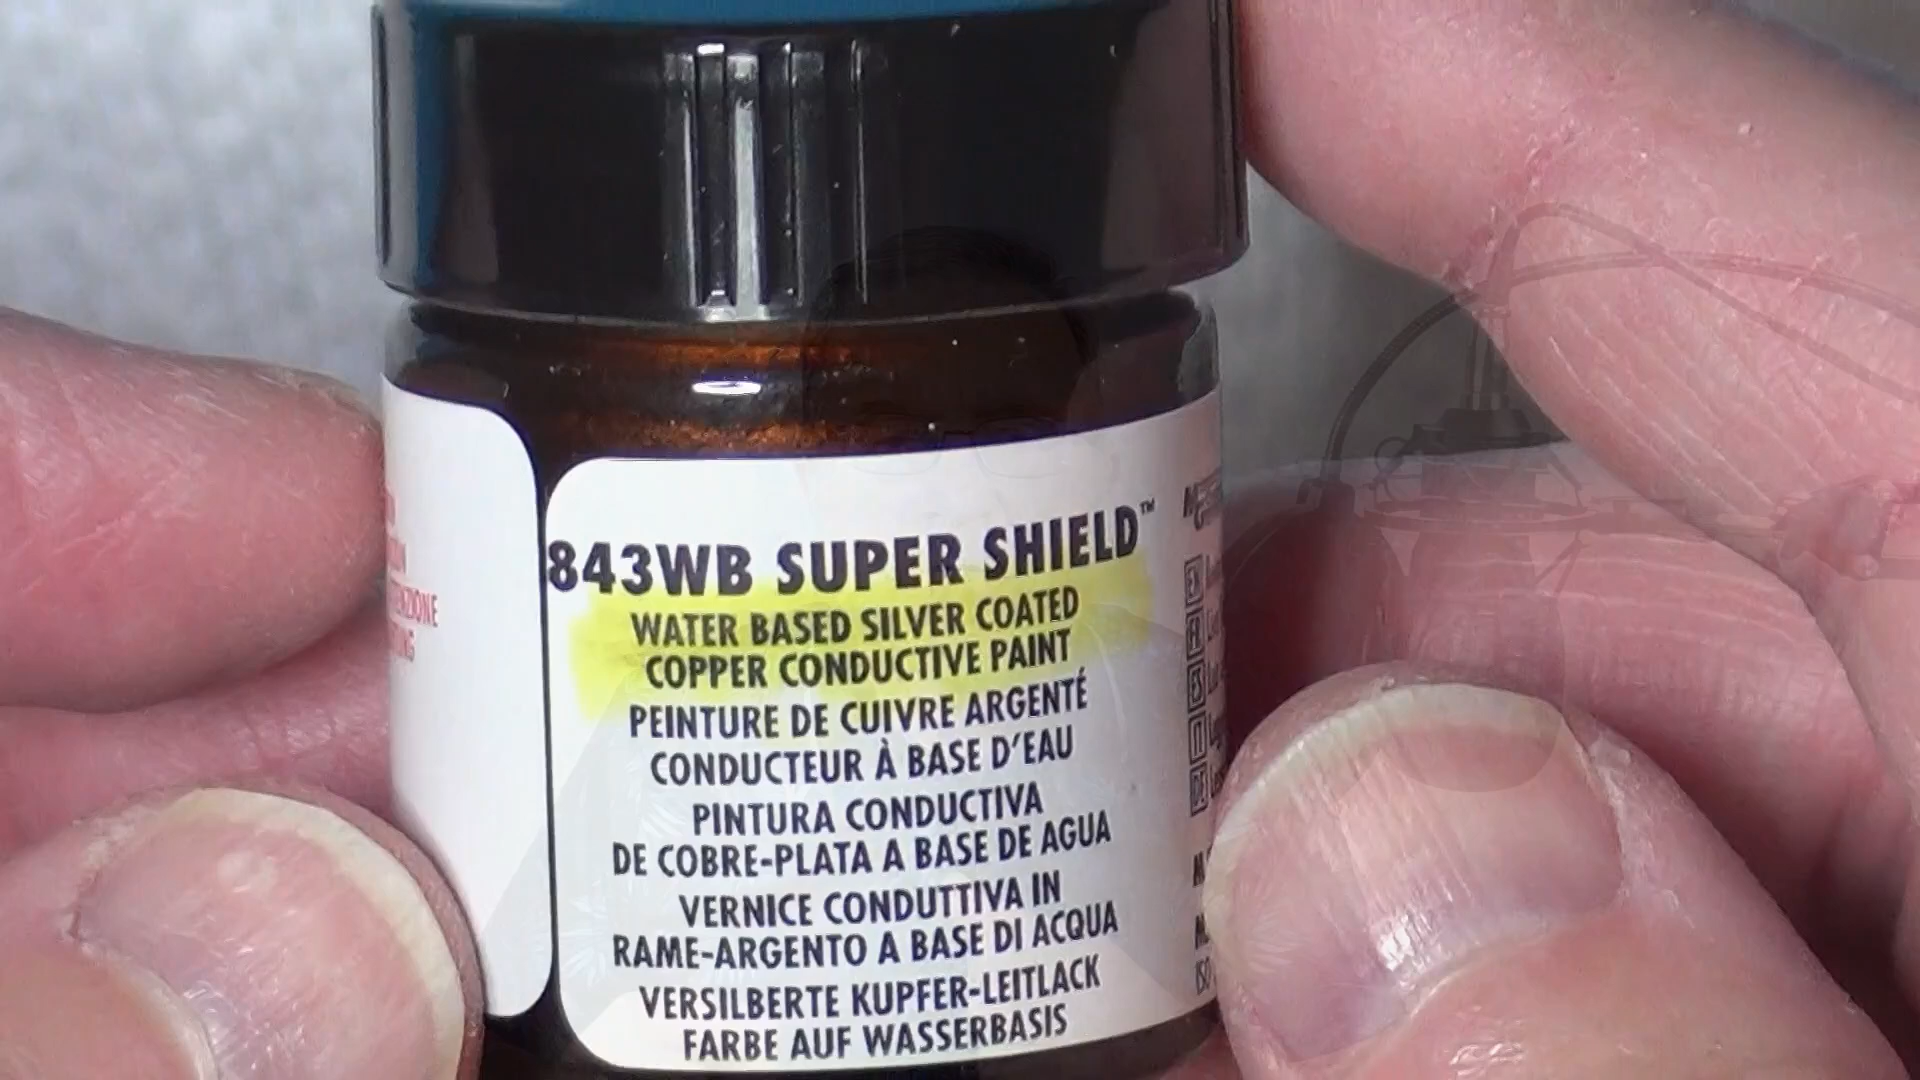 843WB SUPER SHIELD™
WATER BASED SILVER COATED
COPPER CONDUCTIVE PAINT
PEINTURE DE CUIVRE ARGENTÉ
CONDUCTEUR À BASE D'EAU
PINTURA CONDUCTIVA
DE COBRE-PLATA A BASE DE AGUA
VERNICE CONDUTTIVA IN
RAME-ARGENTO A BASE DI ACQUA
VERSILBERTE KUPFER-LEITLACK
FARBE AUF WASSERBASIS